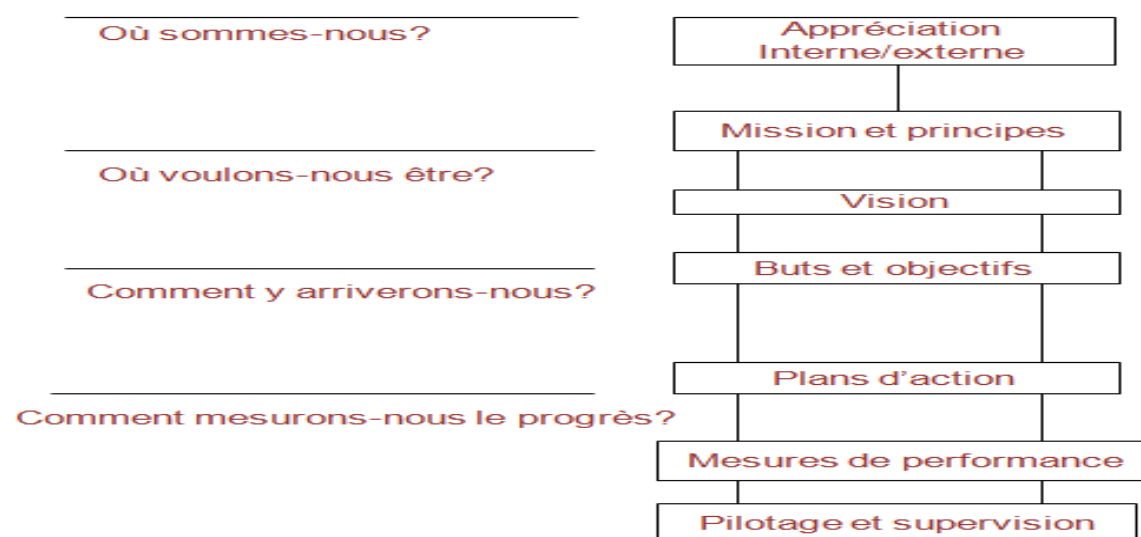 Où sommes-nous?
Appréciation
Interne/externe
Mission et principes
Où voulons-nous être?
Vision
Buts et objectifs
Comment y arriverons-nous?
Plans d'action
Comment mesurons-nous le progrès?
Mesures de performance
Pilotage et supervision